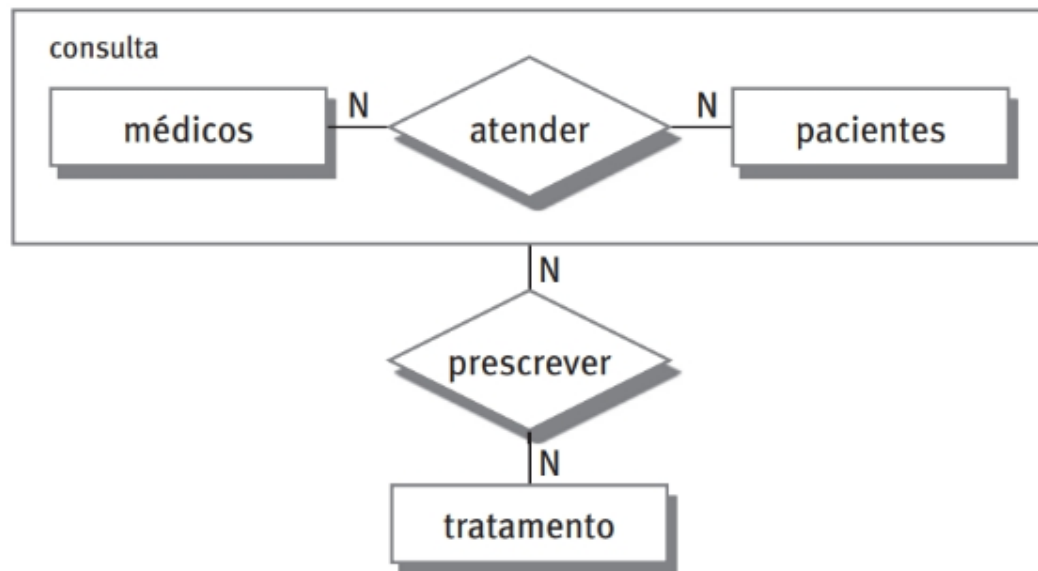 consulta
médicos N atender N pacientes
N
prescrever
N
tratamento